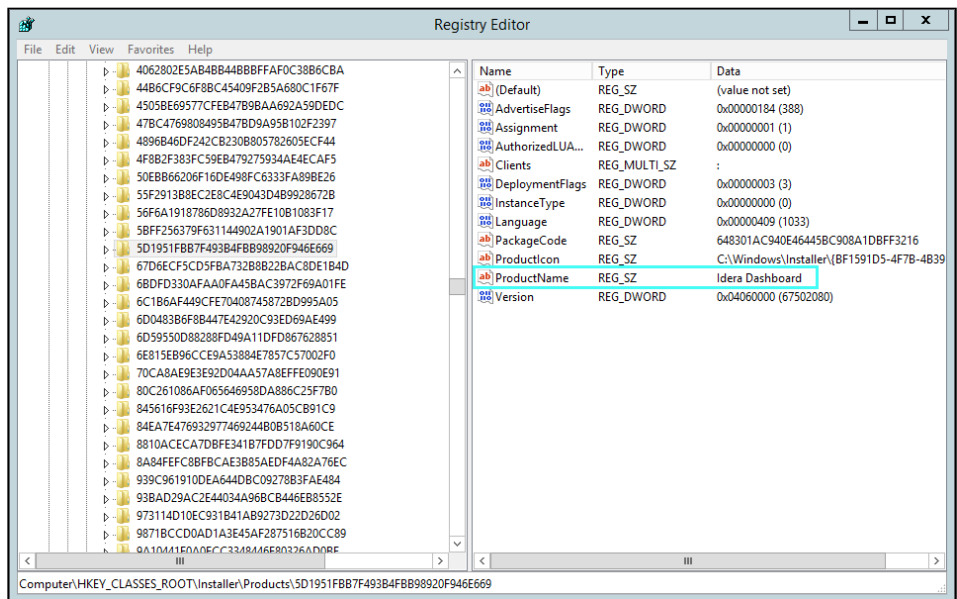 Registry Editor
File Edit View Favorites Help
4062802E5AB4BB44BBBFFAF0C38B6CBA
44B6CF9C6F8BC45409F2B5A680C1F67F
4505BE69577CFEB47B9BAA692A59DEDC
47BC4769808495B47BD9A95B102F2397
4896B46DF242CB230B805782605ECF44
4F8B2F383FC59EB479275934AE4ECAF5
50EBB66206F16DE498FC6333FA89BE26
55F2913B8EC2E8C4E9043D4B9928672B
56F6A1918786D8932A27FE10B1083F17
5BFF256379F631144902A1901AF3DD8C
5D1951FBB7F493B4FBB98920F946E669
67D6ECF5CD5FBA732B8B22BAC8DE1B4D
6BDFD330AFAA0FA45BAC3972F69A01FE
6C1B6AF449CFE70408745872BD995A05
6D0483B6F8B447E42920C93ED69AE499
6D59550D88288FD49A11DFD867628851
6E815EB96CCE9A53884E7857C57002F0
70CA8AE9E3E92D04AA57A8EFFE090E91
80C261086AF065646958DA886C25F7B0
845616F93E2621C4E953476A05CB91C9
84EA7E476932977469244B0B518A60CE
8810ACECA7DBFE341B7FDD7F9190C964
8A84FEFC8BFBCAE3B85AEDF4A82A76EC
939C961910DEA644DBC09278B3FAE484
93BAD29AC2E44034A96BCB446EB8552E
973114D10EC931B41AB9273D22D26D02
9871BCCD0AD1A3E45AF287516B20CC89
9A10441F0A0FCC3348446E80326AD0BE
Name Type Data
(Default) REG_SZ (value not set)
AdvertiseFlags REG_DWORD 0x00000184 (388)
Assignment REG_DWORD 0x00000001 (1)
AuthorizedLUA... REG_DWORD 0x00000000 (0)
Clients REG_MULTI_SZ :
DeploymentFlags REG_DWORD 0x00000003 (3)
InstanceType REG_DWORD 0x00000000 (0)
Language REG_DWORD 0x00000409 (1033)
PackageCode REG_SZ 648301AC940E46445BC908A1DBFF3216
ProductIcon REG_SZ C:\Windows\Installer\{BF1591D5-4F7B-4B39
ProductName REG_SZ Idera Dashboard
Version REG_DWORD 0x04060000 (67502080)
Computer\HKEY_CLASSES_ROOT\Installer\Products\5D1951FBB7F493B4FBB98920F946E669